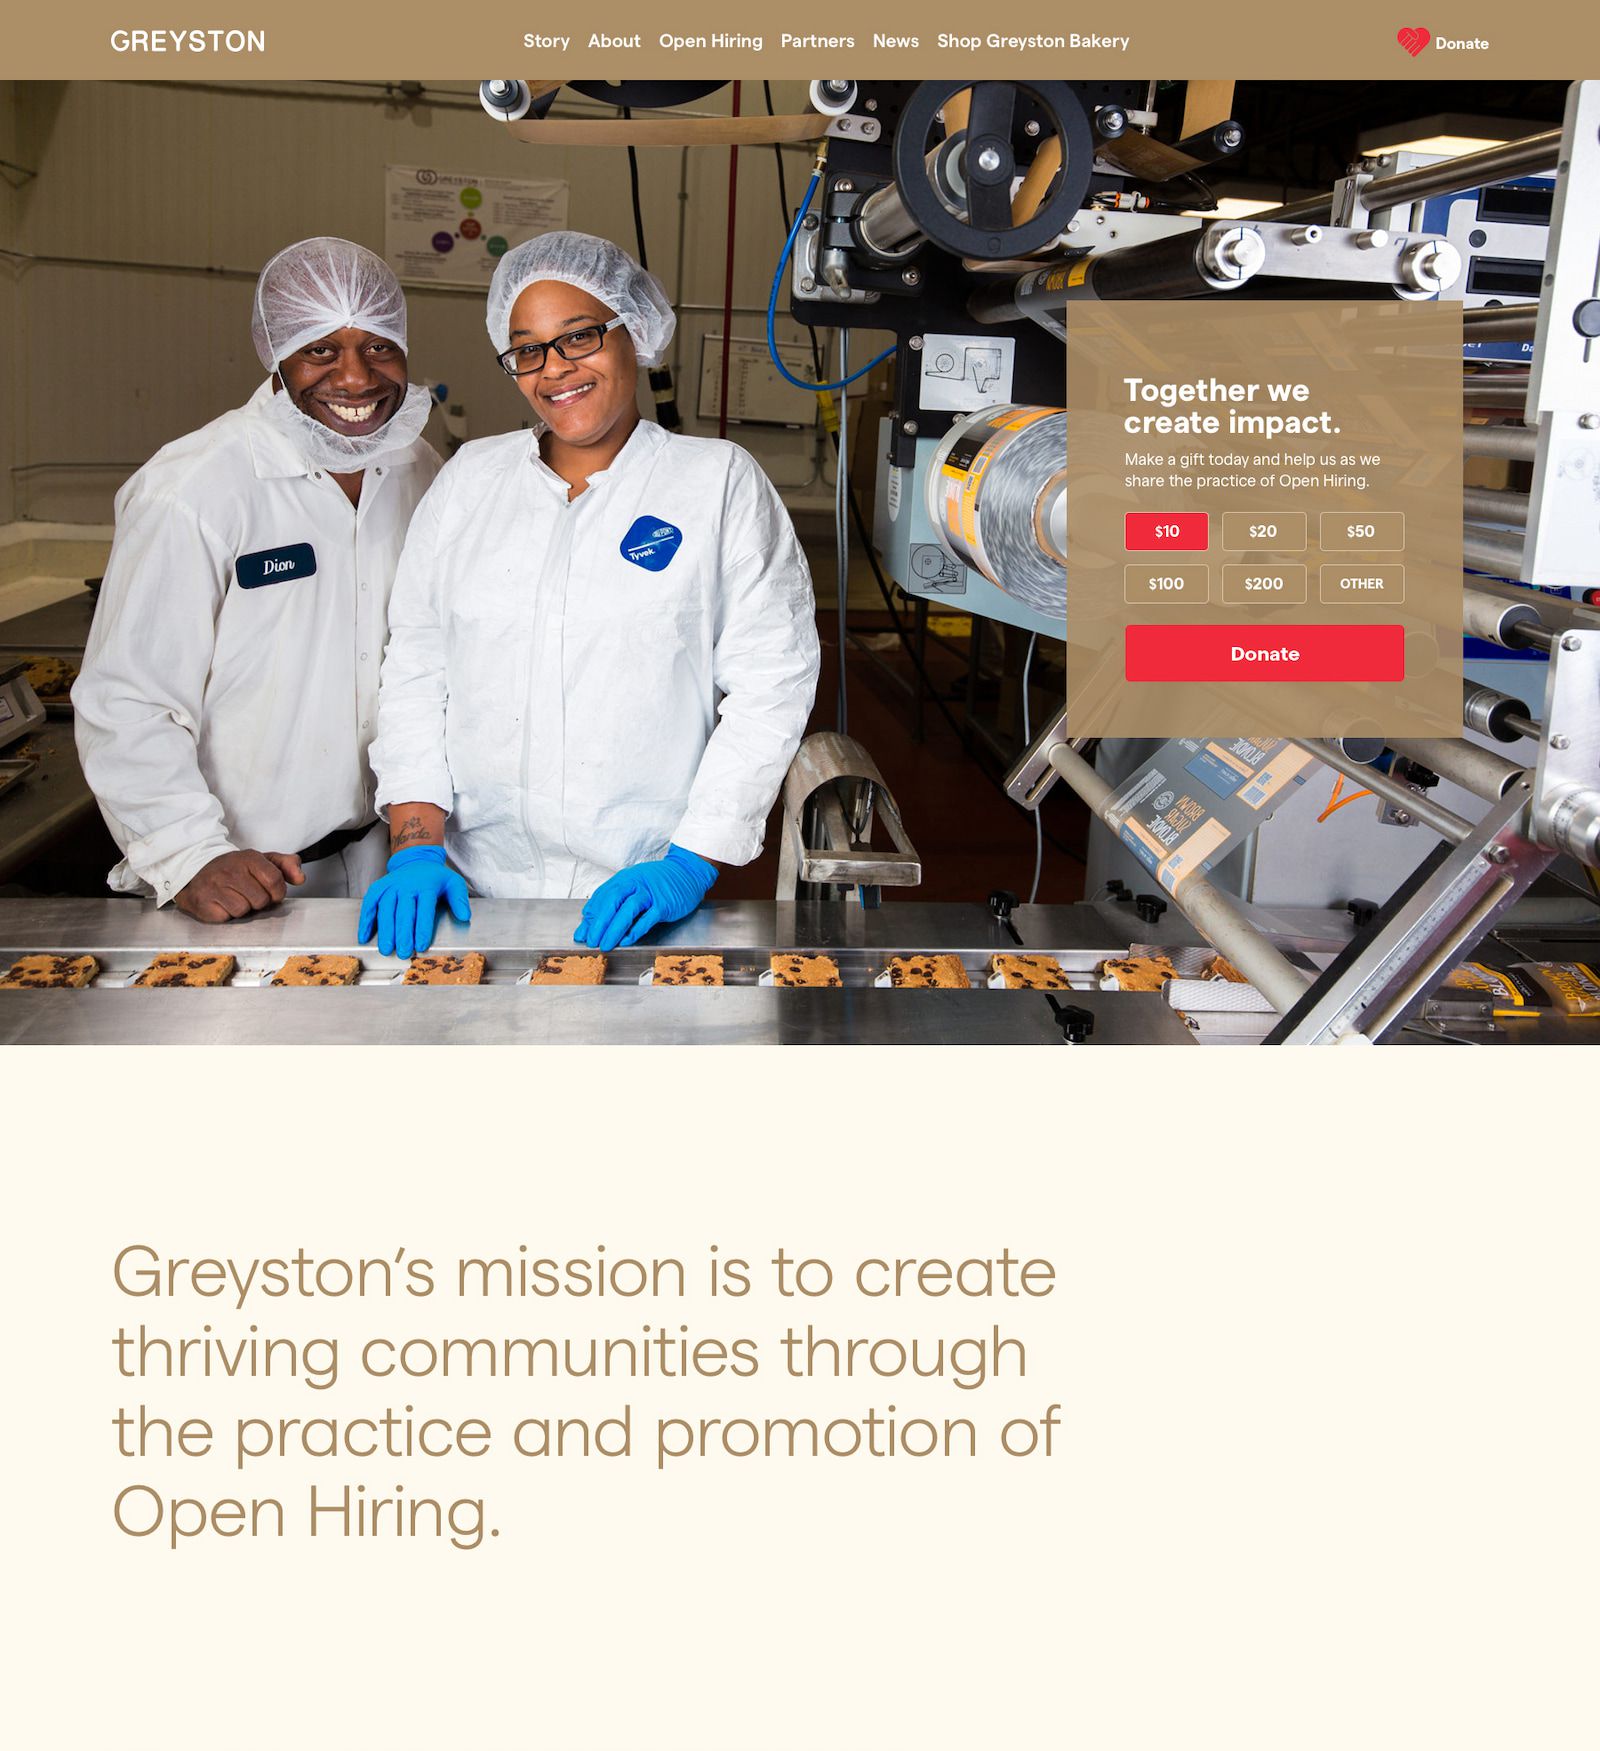 GREYSTON
Story About Open Hiring Partners News Shop Greyston Bakery
Donate
GREYSTON
Together we
create impact.
Make a gift today and help us as we
share the practice of Open Hiring.
$10 $20 $50
$100 $200 OTHER
Donate
Dion
Tyvek.
Greyston’s mission is to create
thriving communities through
the practice and promotion of
Open Hiring.